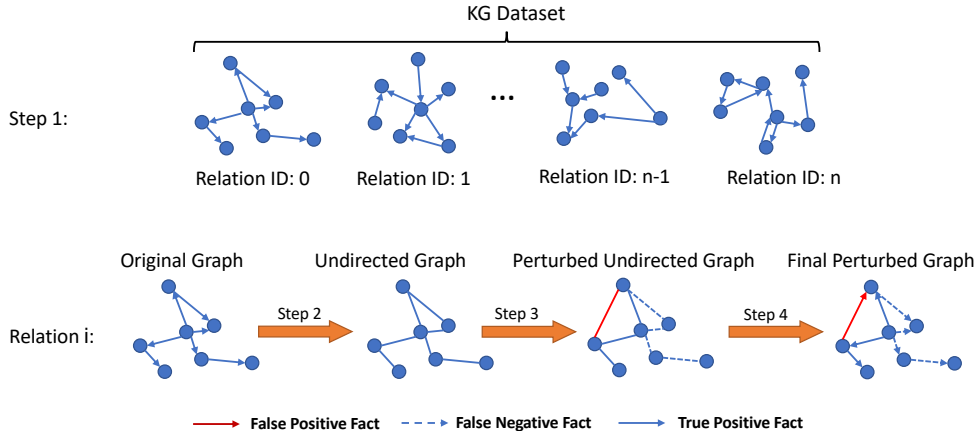 KG Dataset
Step 1:
...
Relation ID: 0
Relation ID: 1
Relation ID: n-1
Relation ID: n
Original Graph
Undirected Graph
Perturbed Undirected Graph
Final Perturbed Graph
Step 2
Step 3
Step 4
Relation i:
False Positive Fact
False Negative Fact
True Positive Fact